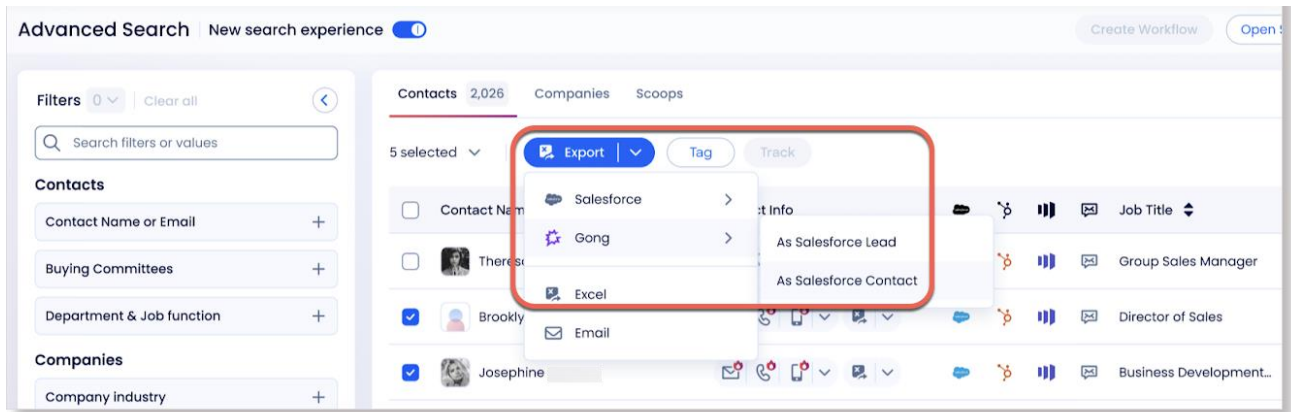 Advanced Search New search experience Create Workflow Open
Filters 0 Clear all
Search filters or values
Contacts
Contact Name or Email
Buying Committees
Department & Job function
Companies
Company industry
Contacts 2,026 Companies Scoops
5 selected Export Tag Track
Salesforce
Gong
Excel
Email
As Salesforce Lead
As Salesforce Contact
Contact t Info Job Title
Group Sales Manager
Director of Sales
Josephine Business Development...